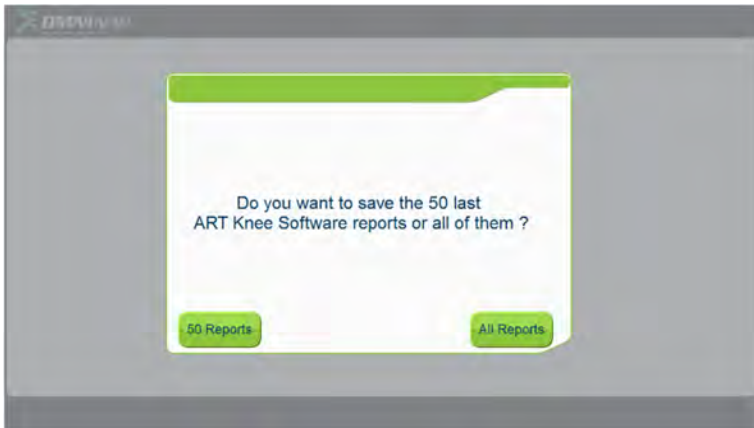 Do you want to save the 50 last
ART Knee Software reports or all of them ?
50 Reports
All Reports